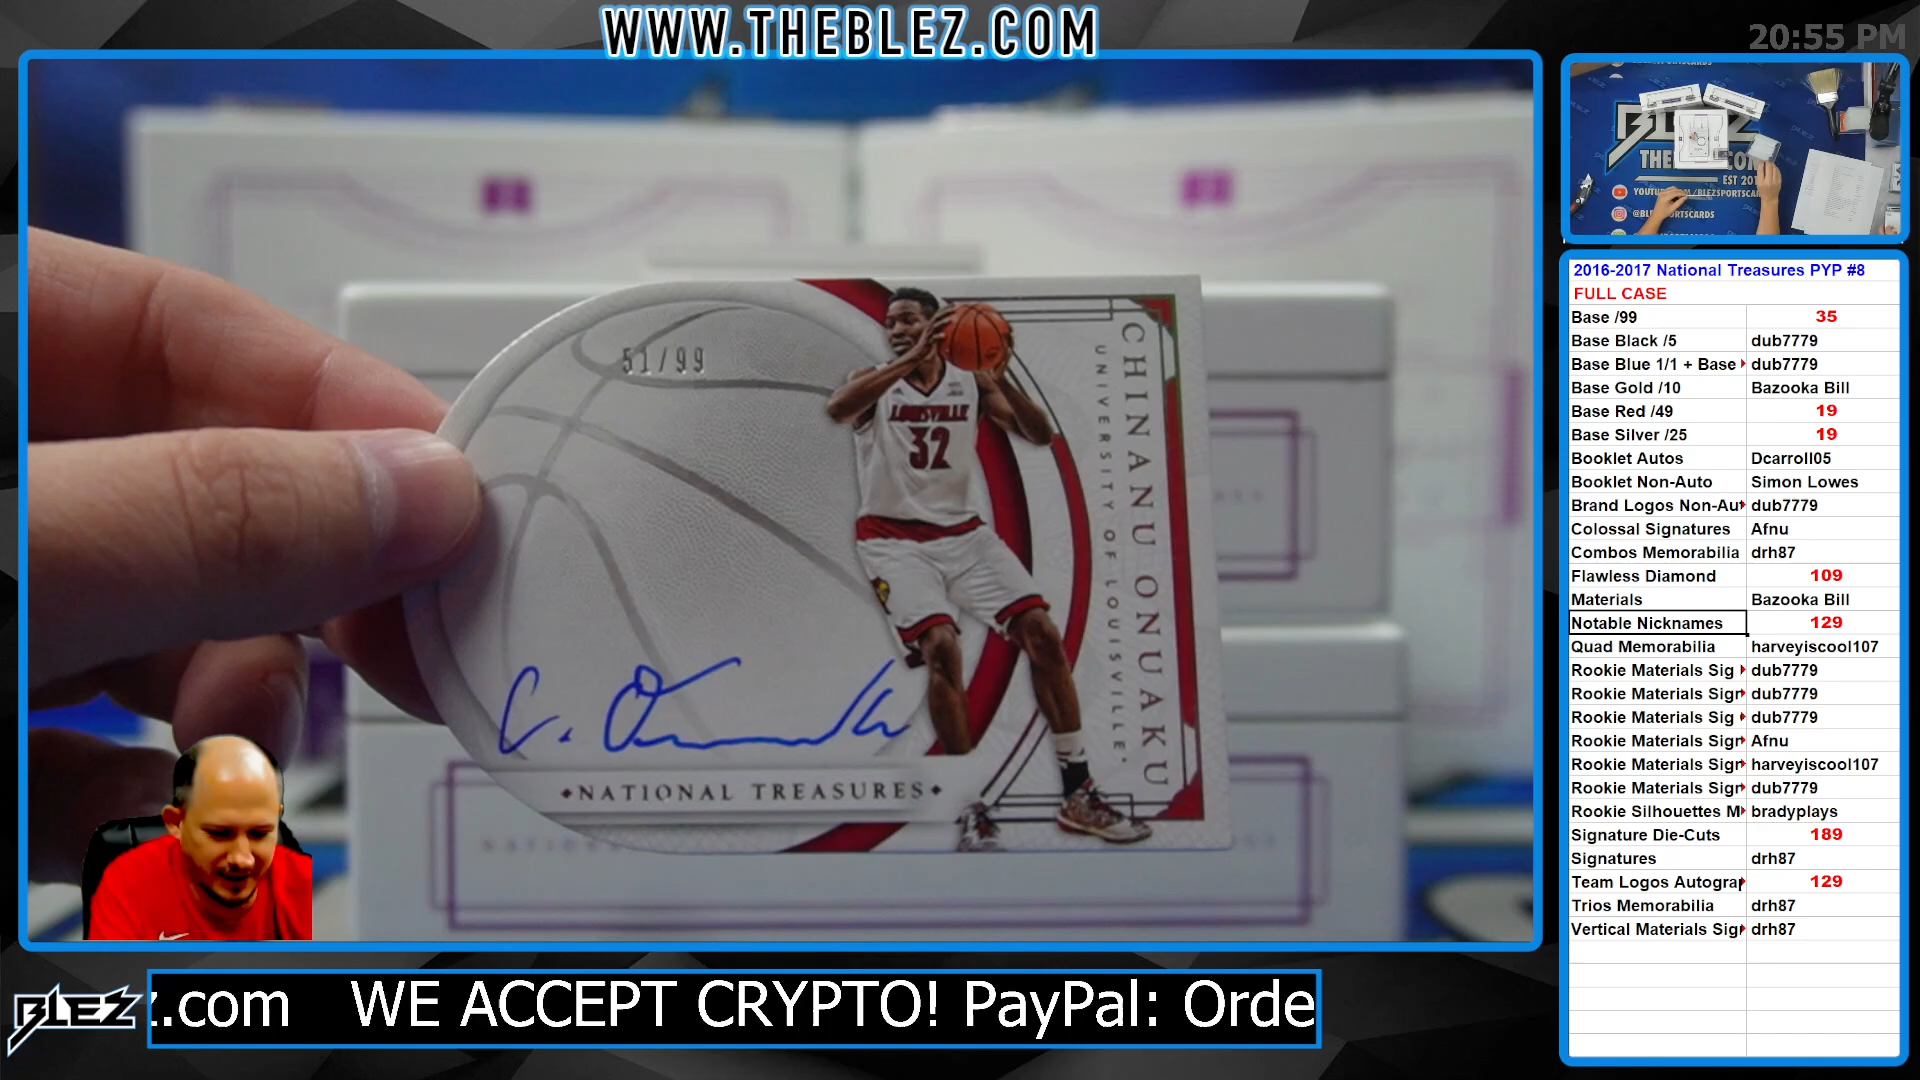 WWW.THEBLEZ.COM
20:55 PM
51/99
LOUISVILLE
32
CHINANU ONUAKU
UNIVERSITY OF LOUISVILLE
C. Onuaku
NATIONAL TREASURES
BLEZ
EST 20
2016-2017 National Treasures PYP #8
FULL CASE
Base /99 35
Base Black /5 dub7779
Base Blue 1/1 + Base dub7779
Base Gold /10 Bazooka Bill
Base Red /49 19
Base Silver /25 19
Booklet Autos Dcarroll05
Booklet Non-Auto Simon Lowes
Brand Logos Non-Aut dub7779
Colossal Signatures Afnu
Combos Memorabilia drh87
Flawless Diamond 109
Materials Bazooka Bill
Notable Nicknames 129
Quad Memorabilia harveyiscool107
Rookie Materials Sig dub7779
Rookie Materials Sigr dub7779
Rookie Materials Sig dub7779
Rookie Materials Sigr Afnu
Rookie Materials Sigr harveyiscool107
Rookie Materials Sigr dub7779
Rookie Silhouettes M bradyplays
Signature Die-Cuts 189
Signatures drh87
Team Logos Autograp 129
Trios Memorabilia drh87
Vertical Materials Sig drh87
BLEZ
z.com WE ACCEPT CRYPTO! PayPal: Orde